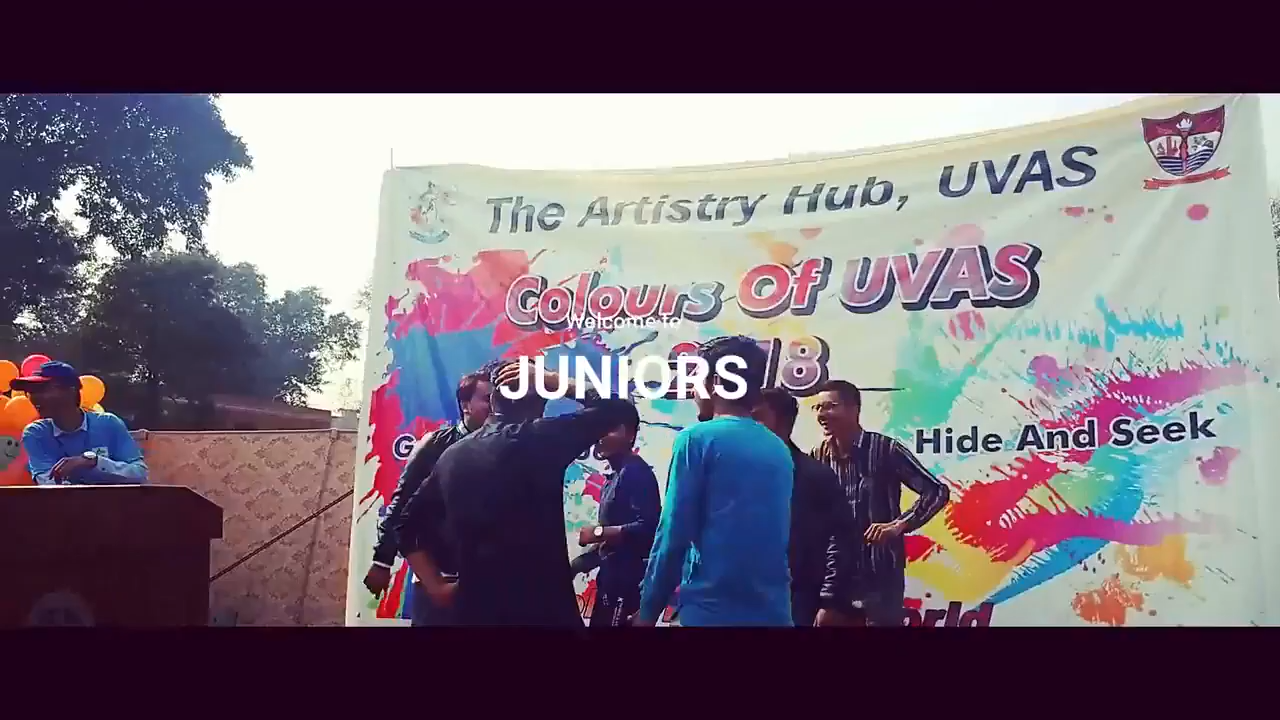 The Artistry Hub, UVAS
Colours Of UVAS
Welcome to
JUNIORS
Hide And Seek